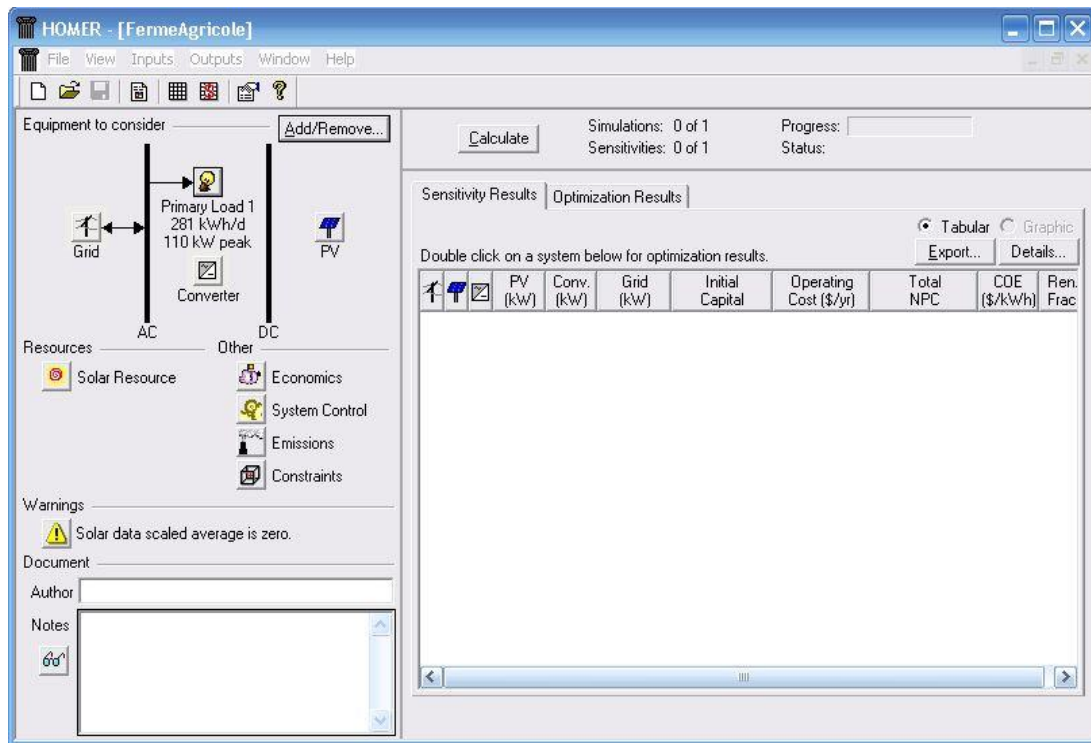 HOMER - [FermeAgricole]
File View Inputs Outputs Window Help
Equipment to consider
Add/Remove...
Primary Load 1
281 kWh/d
110 kW peak
Grid
PV
Converter
AC DC
Resources Other
Solar Resource
Economics
System Control
Emissions
Constraints
Warnings
Solar data scaled average is zero.
Document
Author
Notes
Calculate
Simulations: 0 of 1 Progress:
Sensitivities: 0 of 1 Status:
Sensitivity Results Optimization Results
Tabular Graphic
Double click on a system below for optimization results. Export... Details...
PV Conv. Grid Initial Operating Total COE Ren.
(kW) (kW) (kW) Capital Cost ($/yr) NPC ($/kWh) Frac